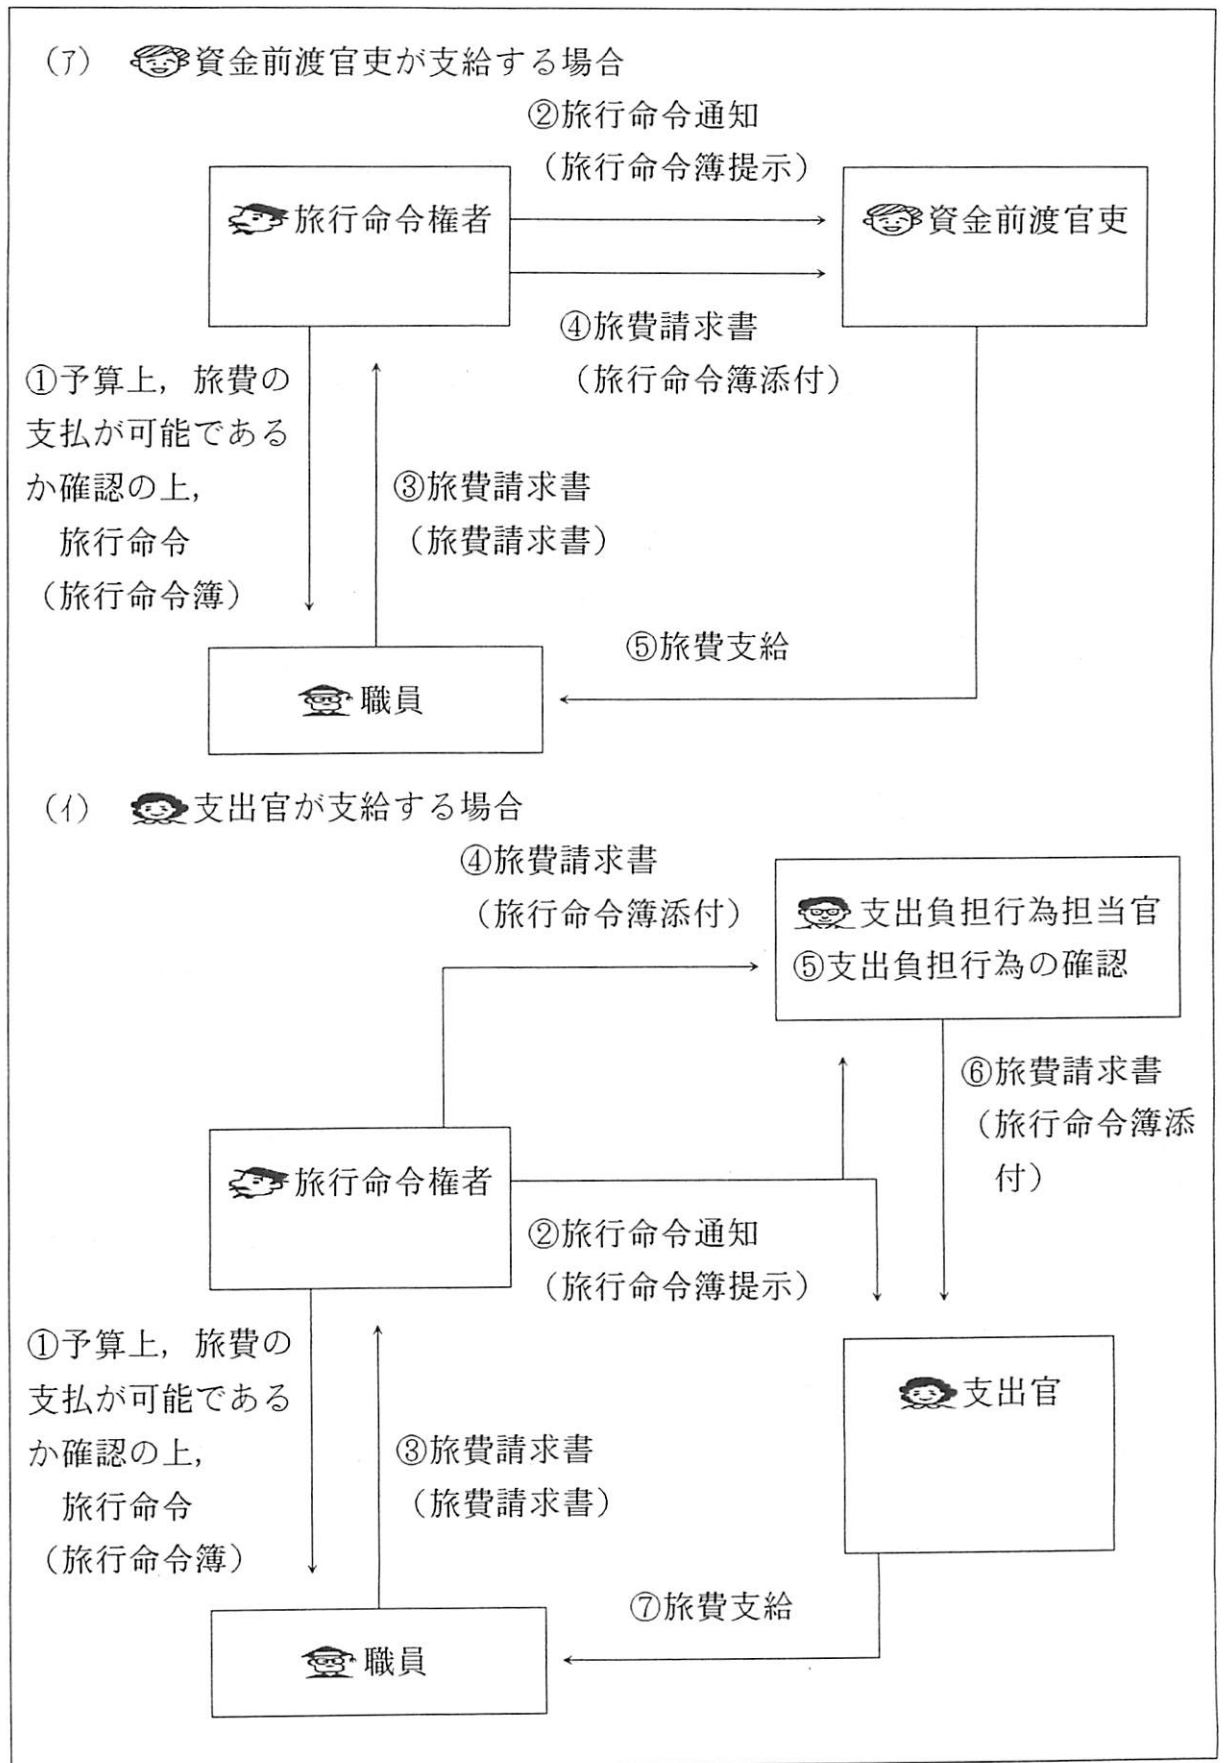 (ア) 資金前渡官吏が支給する場合
②旅行命令通知
(旅行命令簿提示)
旅行命令権者
資金前渡官吏
④旅費請求書
(旅行命令簿添付)
①予算上，旅費の
支払が可能である
か確認の上，
旅行命令
(旅行命令簿)
③旅費請求書
(旅費請求書)
⑤旅費支給
職員
(イ) 支出官が支給する場合
④旅費請求書
(旅行命令簿添付)
支出負担行為担当官
⑤支出負担行為の確認
⑥旅費請求書
(旅行命令簿添
付)
旅行命令権者
②旅行命令通知
(旅行命令簿提示)
①予算上，旅費の
支払が可能である
か確認の上，
旅行命令
(旅行命令簿)
③旅費請求書
(旅費請求書)
支出官
⑦旅費支給
職員